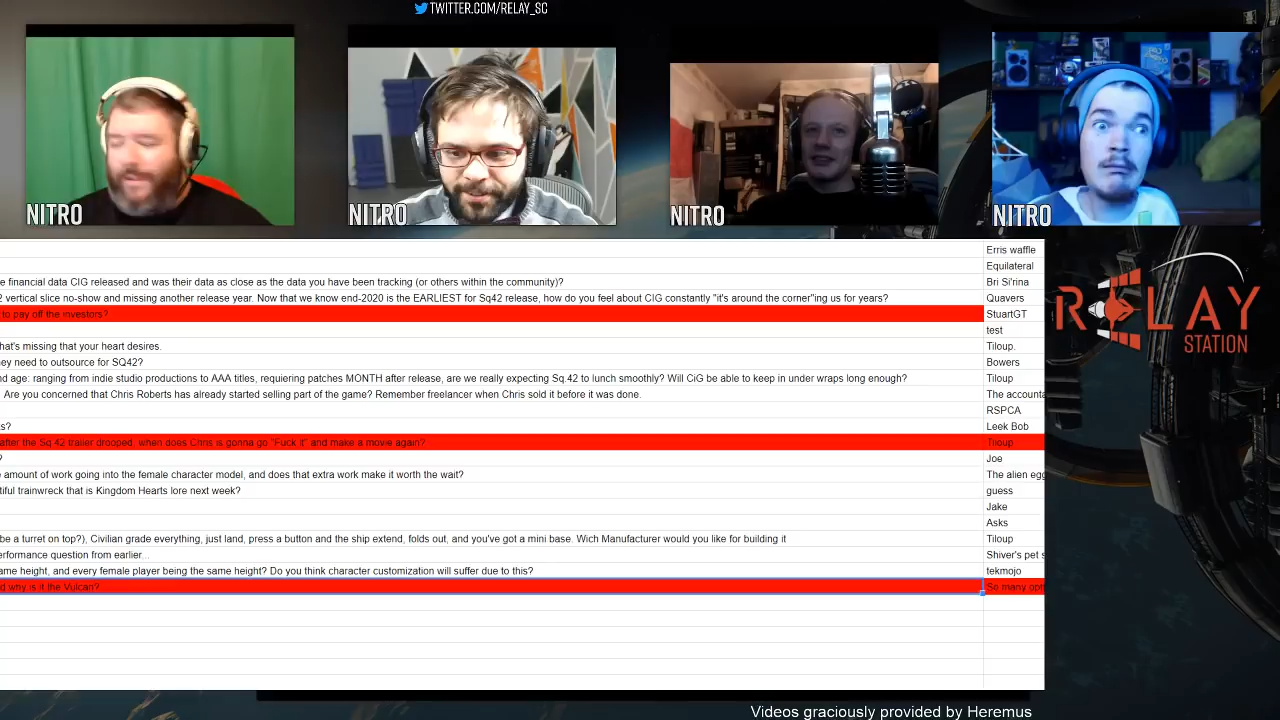 TWITTER.COM/RELAY_SC
NITRO
NITRO
NITRO
NITRO
Erris waffle
Equilateral
e financial data CIG released and was their data as close as the data you have been tracking (or others within the community)? Bri Si'rina
2 vertical slice no-show and missing another release year. Now that we know end-2020 is the EARLIEST for Sq42 release, how do you feel about CIG constantly "it's around the corner"ing us for years? Quavers
to pay off the investors? StuartGT
test
hat's missing that your heart desires. Tiloup.
ey need to outsource for SQ42? Bowers
nd age: ranging from indie studio productions to AAA titles, requiering patches MONTH after release, are we really expecting Sq.42 to lunch smoothly? Will CiG be able to keep in under wraps long enough? Tiloup
. Are you concerned that Chris Roberts has already started selling part of the game? Remember freelancer when Chris sold it before it was done. The accounta
RSPCA
s? Leek Bob
after the Sq.42 trailer drooped, when does Chris is gonna go "Fuck it" and make a movie again? Tiloup
? Joe
e amount of work going into the female character model, and does that extra work make it worth the wait? The alien egg
tiful trainwreck that is Kingdom Hearts lore next week? guess
Jake
Asks
be a turret on top?), Civilian grade everything, just land, press a button and the ship extend, folds out, and you've got a mini base. Wich Manufacturer would you like for building it Tiloup
erformance question from earlier... Shiver's pet s
ame height, and every female player being the same height? Do you think character customization will suffer due to this? tekmojo
d why is it the Vulcan? So many opti
RELAY
STATION
Videos graciously provided by Heremus